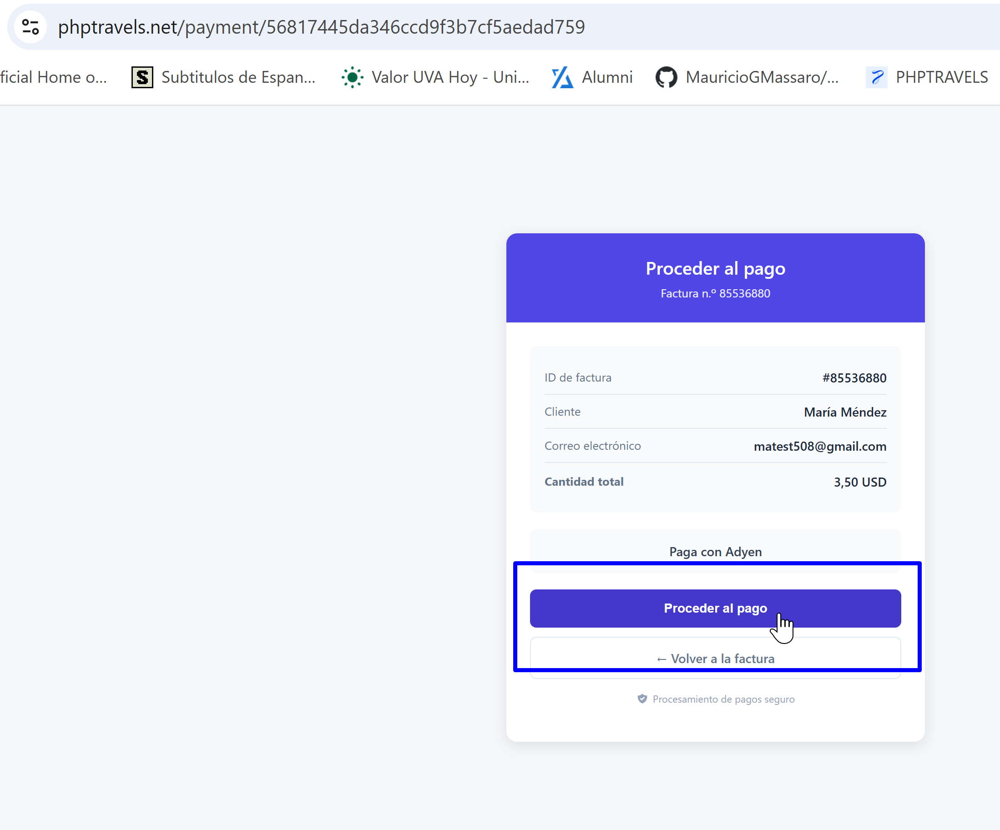 phptravels.net/payment/56817445da346ccd9f3b7cf5aedad759
ficial Home o... Subtitulos de Espan... Valor UVA Hoy - Uni... Alumni MauricioGMassaro/... PHPTRAVELS
Proceder al pago
Factura n.º 85536880
ID de factura #85536880
Cliente María Méndez
Correo electrónico matest508@gmail.com
Cantidad total 3,50 USD
Paga con Adyen
Proceder al pago
← Volver a la factura
Procesamiento de pagos seguro